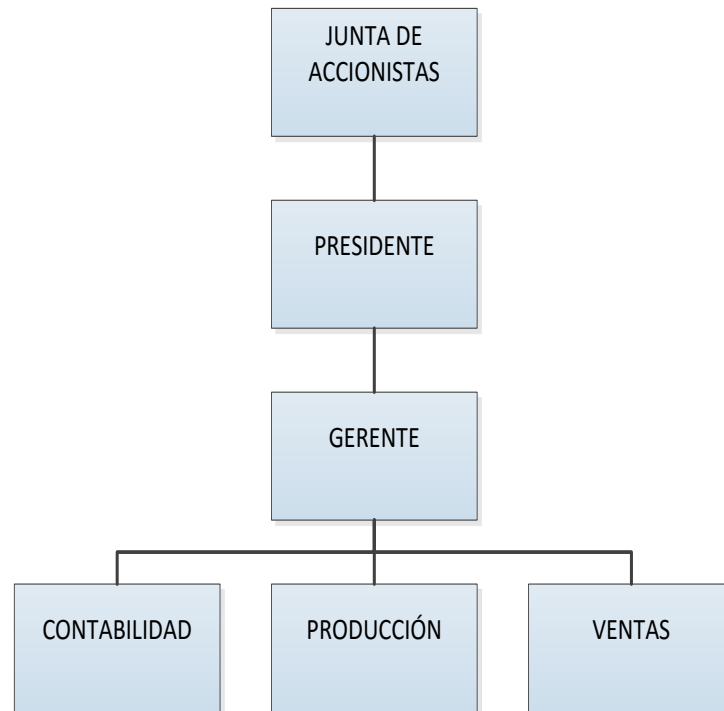 JUNTA DE
ACCIONISTAS
PRESIDENTE
GERENTE
CONTABILIDAD
PRODUCCIÓN
VENTAS